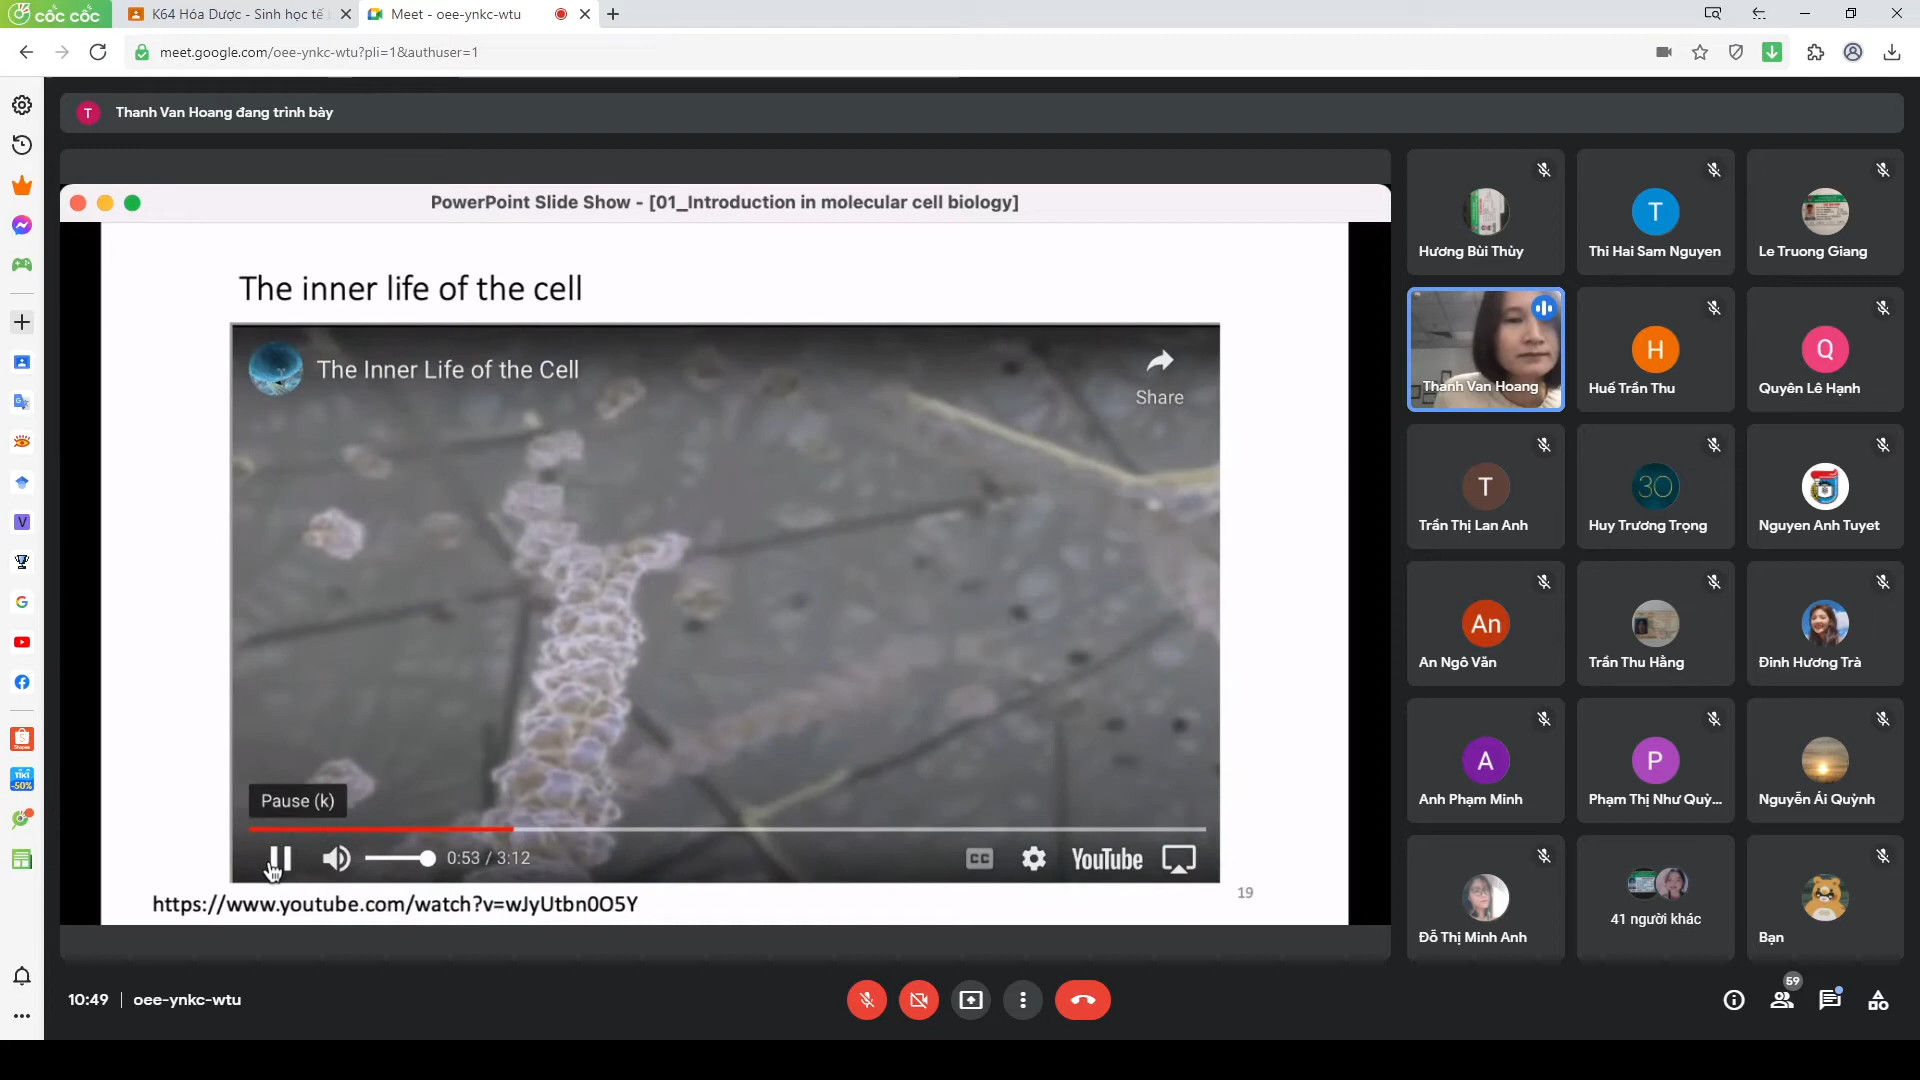 cốc cốc
K64 Hóa Dược - Sinh học tế b
Meet - oee-ynkc-wtu
meet.google.com/oee-ynkc-wtu?pli=1&authuser=1
T
Thanh Van Hoang đang trình bày
PowerPoint Slide Show - [01_Introduction in molecular cell biology]
The inner life of the cell
The Inner Life of the Cell
Share
Pause (k)
0:53 / 3:12
CC
YouTube
https://www.youtube.com/watch?v=wJyUtbn0O5Y
19
Hương Bùi Thùy
T
Thi Hai Sam Nguyen
Le Truong Giang
Thanh Van Hoang
H
Huế Trần Thu
Q
Quyên Lê Hạnh
T
Trần Thị Lan Anh
30
Huy Trương Trọng
Nguyen Anh Tuyet
An
An Ngô Văn
Trần Thu Hằng
Đinh Hương Trà
A
Anh Phạm Minh
P
Phạm Thị Như Quỳ...
Nguyễn Ái Quỳnh
Đỗ Thị Minh Anh
41 người khác
Bạn
V
G
Shopee
TIKI
-50%
10:49 | oee-ynkc-wtu
59